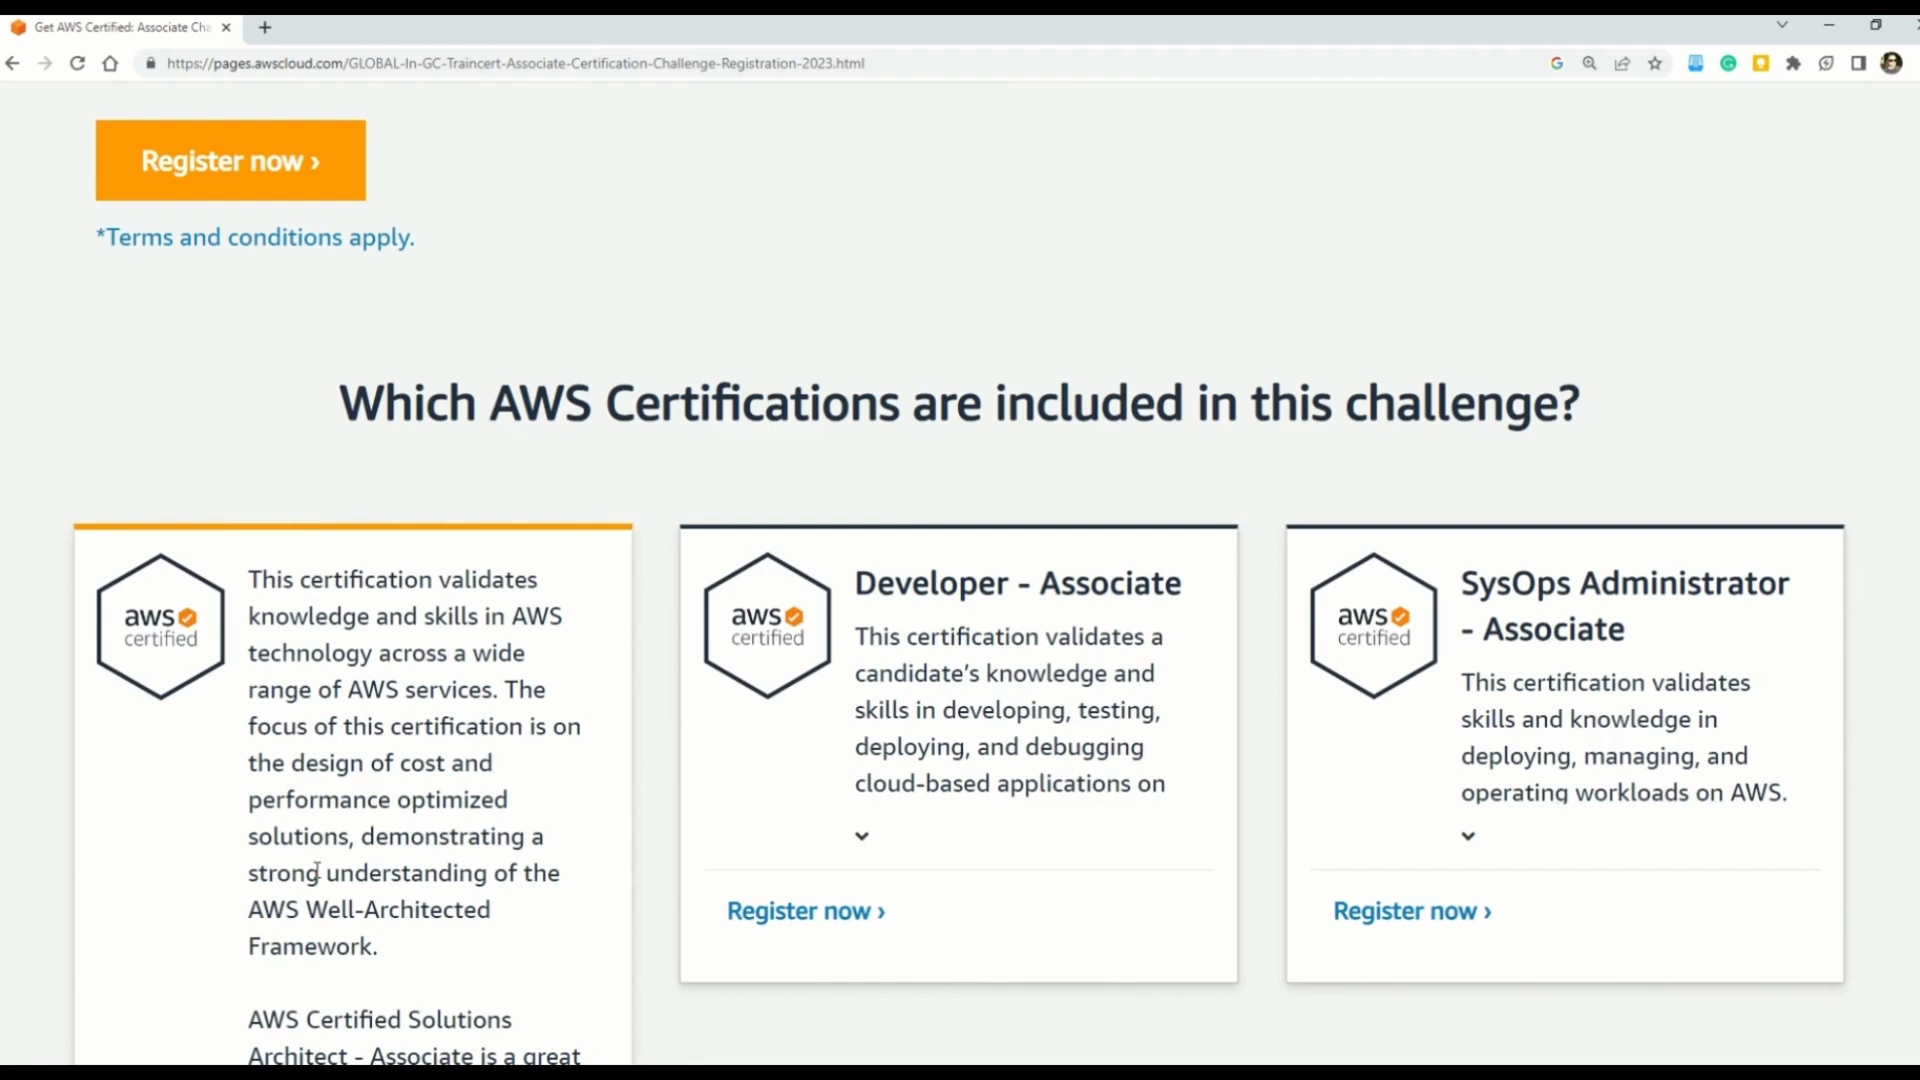 Get AWS Certified: Associate Cha
https://pages.awscloud.com/GLOBAL-In-GC-Traincert-Associate-Certification-Challenge-Registration-2023.html
Register now ›
*Terms and conditions apply.
Which AWS Certifications are included in this challenge?
aws
certified
This certification validates
knowledge and skills in AWS
technology across a wide
range of AWS services. The
focus of this certification is on
the design of cost and
performance optimized
solutions, demonstrating a
strong understanding of the
AWS Well-Architected
Framework.
AWS Certified Solutions
Architect - Associate is a great
aws
certified
Developer - Associate
This certification validates a
candidate’s knowledge and
skills in developing, testing,
deploying, and debugging
cloud-based applications on
Register now ›
aws
certified
SysOps Administrator
- Associate
This certification validates
skills and knowledge in
deploying, managing, and
operating workloads on AWS.
Register now ›